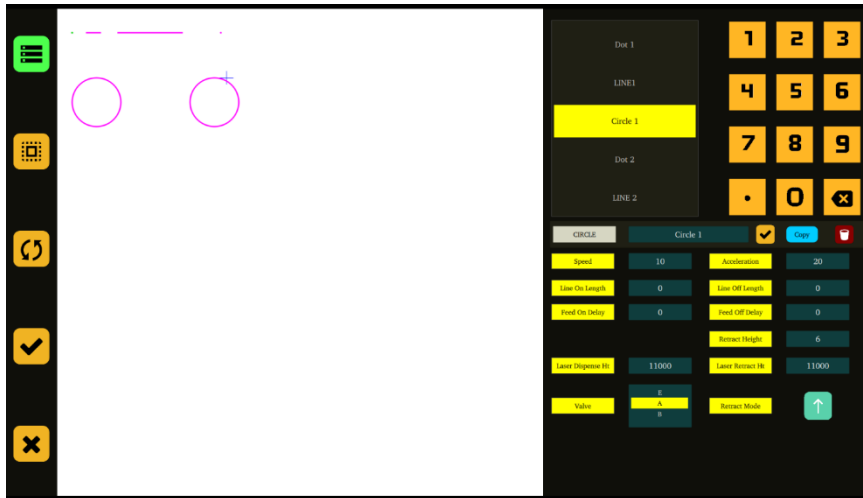 Dot 1
LINE1
Circle 1
Dot 2
LINE 2
1 2 3
4 5 6
7 8 9
. 0
CIRCLE Circle 1 Copy
Speed 10 Acceleration 20
Line On Length 0 Line Off Length 0
Feed On Delay 0 Feed Off Delay 0
Retract Height 6
Laser Dispense Ht 11000 Laser Retract Ht 11000
E
Valve A Retract Mode
B